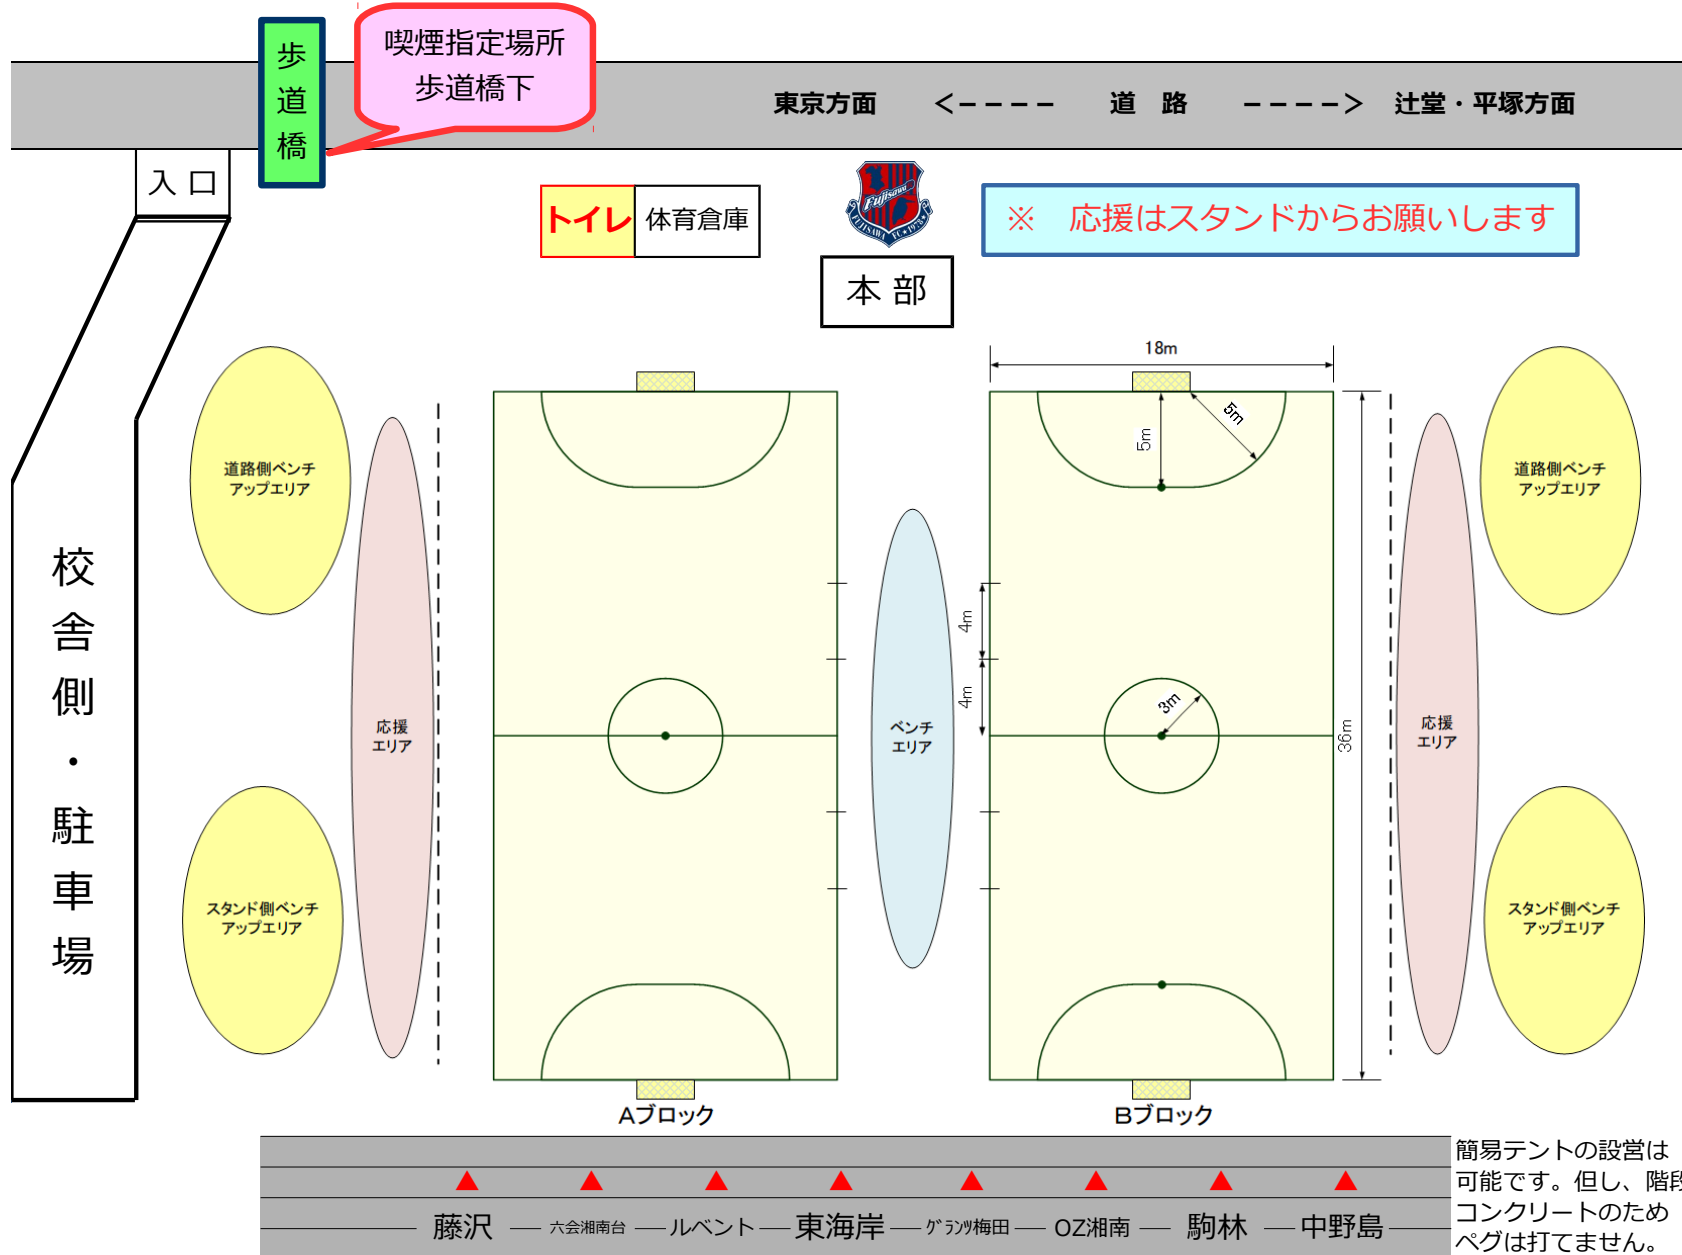 歩道橋
喫煙指定場所
歩道橋下
東京方面 <---- 道 路 ----> 辻堂・平塚方面
入口
トイレ 体育倉庫
Fujisawa
※ 応援はスタンドからお願いします
本部
18m
5m
5m
道路側ベンチ
アップエリア
道路側ベンチ
アップエリア
校舎側・駐車場
4m
4m
3m
36m
応援
エリア
ベンチ
エリア
応援
エリア
スタンド側ベンチ
アップエリア
スタンド側ベンチ
アップエリア
Aブロック
Bブロック
藤沢 六会湘南台 ルベント 東海岸 グランツ梅田 OZ湘南 駒林 中野島
簡易テントの設営は
可能です。但し、階段
コンクリートのため
ペグは打てません。